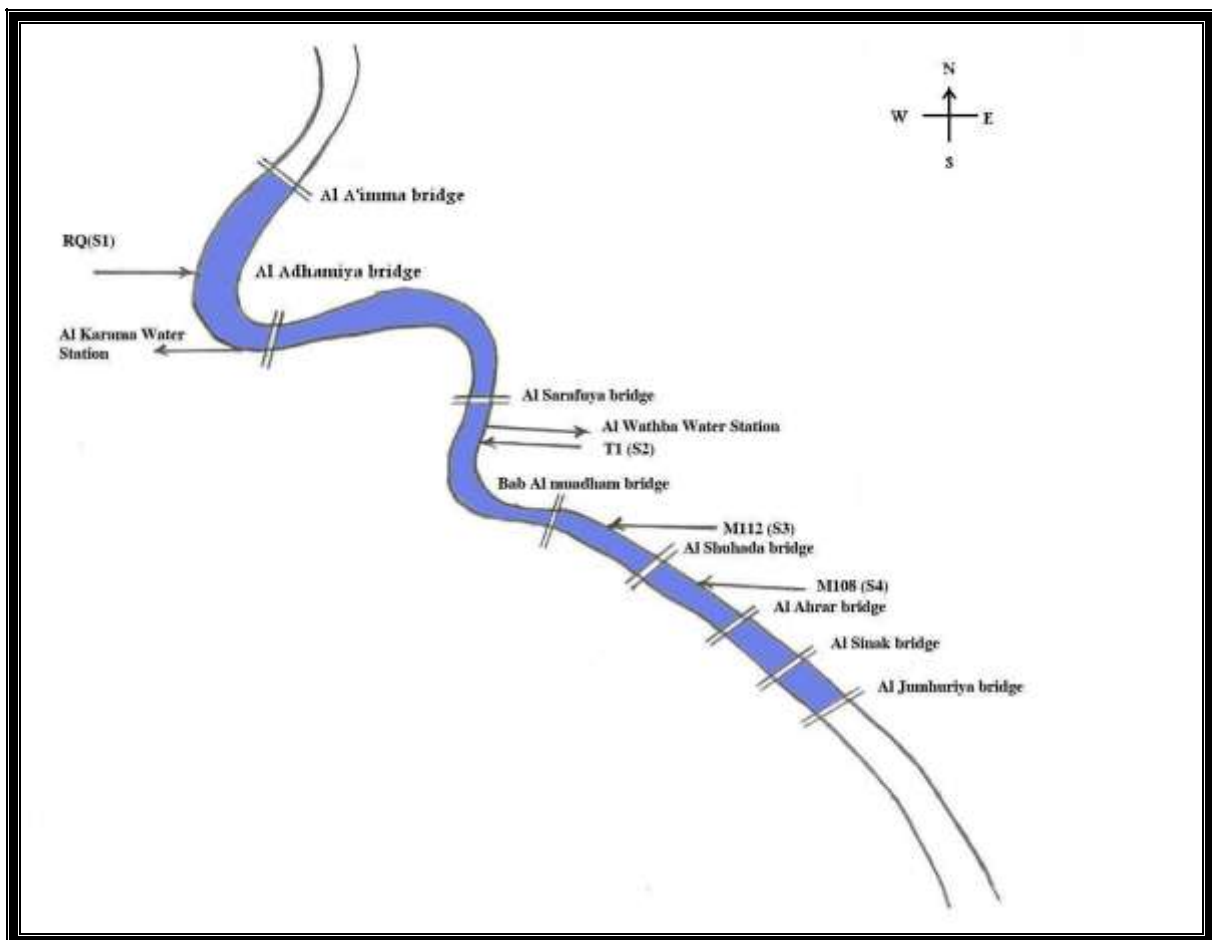 N
W E
S
Al A'imma bridge
RQ(S1)
Al Adhamiya bridge
Al Karama Water
Station
Al Sarafuya bridge
Al Wathba Water Station
T1 (S2)
Bab Al muadham bridge
M112 (S3)
Al Shuhada bridge
M108 (S4)
Al Ahrar bridge
Al Sinak bridge
Al Jumhuriya bridge